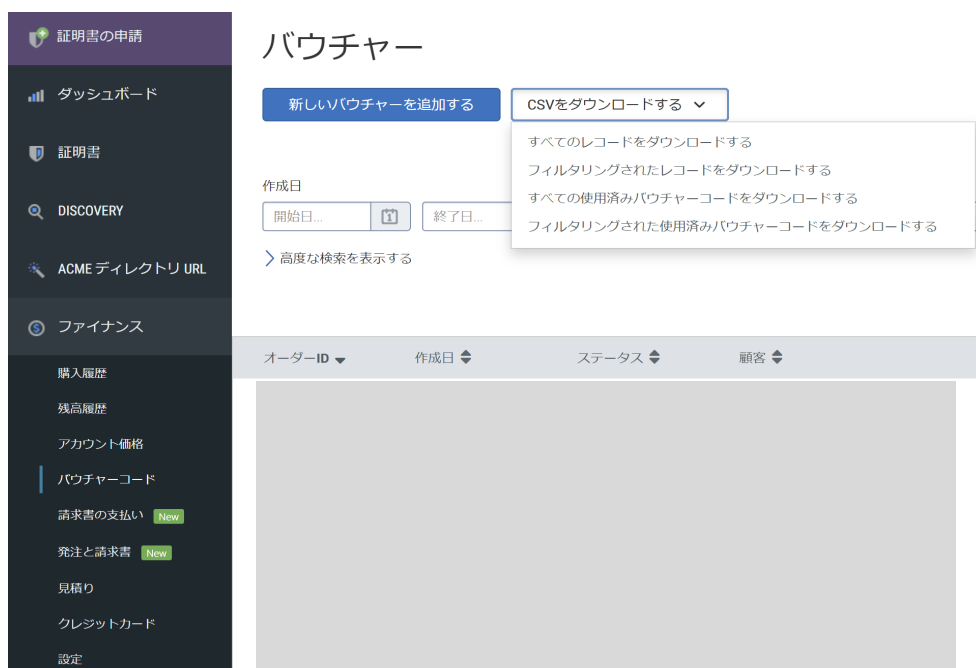 証明書の申請
ダッシュボード
証明書
DISCOVERY
ACME ディレクトリ URL
ファイナンス
購入履歴
残高履歴
アカウント価格
バウチャーコード
請求書の支払い New
発注と請求書 New
見積り
クレジットカード
設定
バウチャー
新しいバウチャーを追加する CSVをダウンロードする
すべてのレコードをダウンロードする
フィルタリングされたレコードをダウンロードする
すべての使用済みバウチャーコードをダウンロードする
フィルタリングされた使用済みバウチャーコードをダウンロードする
作成日
開始日... 終了日...
高度な検索を表示する
オーダーID 作成日 ステータス 顧客